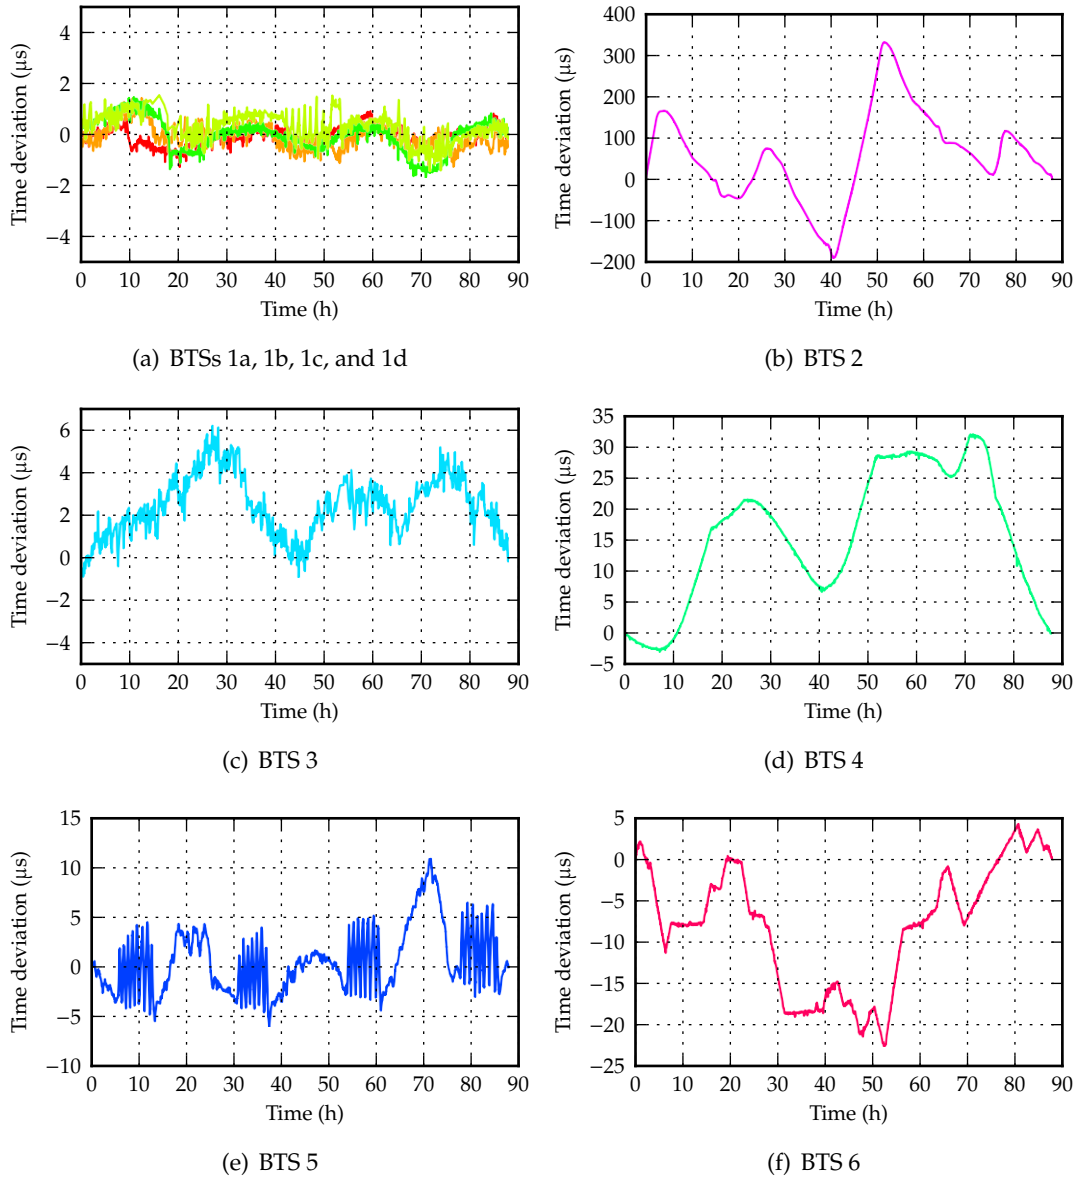 4
2
0
−2
−4
Time deviation (µs)
0 10 20 30 40 50 60 70 80 90
Time (h)
(a) BTSs 1a, 1b, 1c, and 1d
400
300
200
100
0
−100
−200
Time deviation (µs)
0 10 20 30 40 50 60 70 80 90
Time (h)
(b) BTS 2
6
4
2
0
−2
−4
Time deviation (µs)
0 10 20 30 40 50 60 70 80 90
Time (h)
(c) BTS 3
35
30
25
20
15
10
5
0
−5
Time deviation (µs)
0 10 20 30 40 50 60 70 80 90
Time (h)
(d) BTS 4
15
10
5
0
−5
−10
Time deviation (µs)
0 10 20 30 40 50 60 70 80 90
Time (h)
(e) BTS 5
5
0
−5
−10
−15
−20
−25
Time deviation (µs)
0 10 20 30 40 50 60 70 80 90
Time (h)
(f) BTS 6